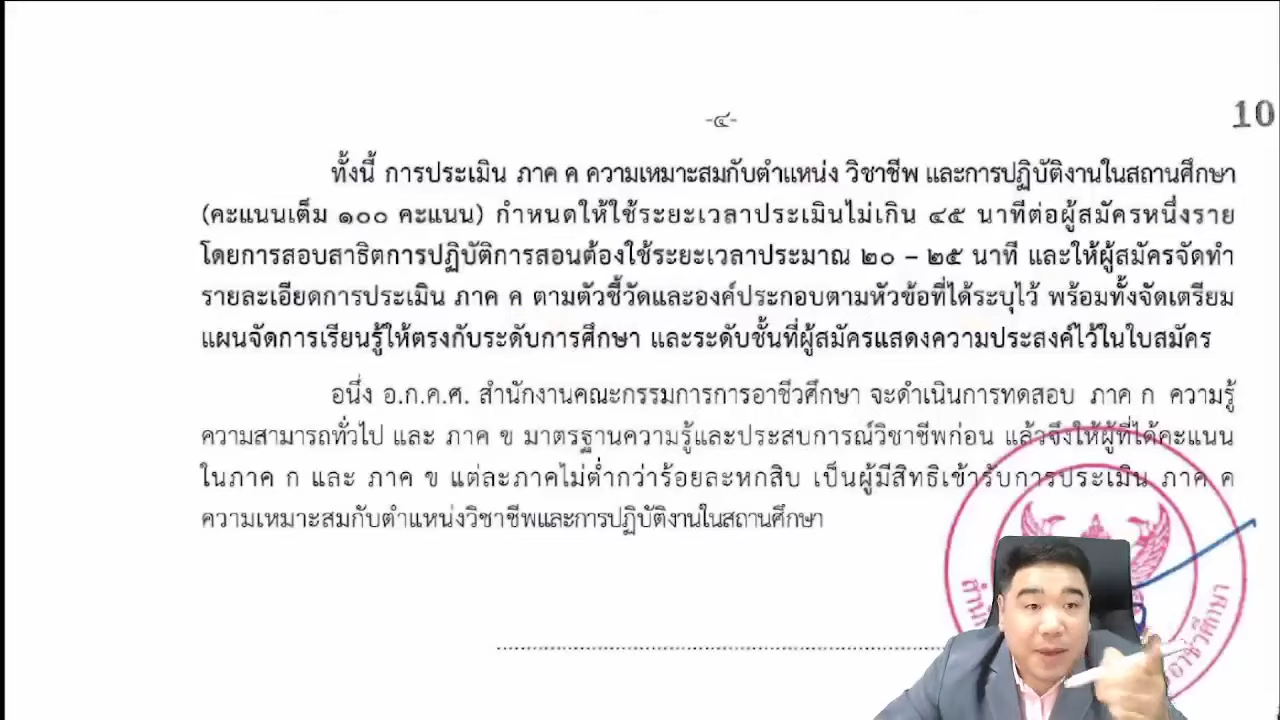 -๔-
10
ทั้งนี้ การประเมิน ภาค ค ความเหมาะสมกับตำแหน่ง วิชาชีพ และการปฏิบัติงานในสถานศึกษา
(คะแนนเต็ม ๑๐๐ คะแนน) กำหนดให้ใช้ระยะเวลาประเมินไม่เกิน ๔๕ นาทีต่อผู้สมัครหนึ่งราย
โดยการสอบสาธิตการปฏิบัติการสอนต้องใช้ระยะเวลาประมาณ ๒๐ – ๒๕ นาที และให้ผู้สมัครจัดทำ
รายละเอียดการประเมิน ภาค ค ตามตัวชี้วัดและองค์ประกอบตามหัวข้อที่ได้ระบุไว้ พร้อมทั้งจัดเตรียม
แผนจัดการเรียนรู้ให้ตรงกับระดับการศึกษา และระดับชั้นที่ผู้สมัครแสดงความประสงค์ไว้ในใบสมัคร
อนึ่ง อ.ก.ค.ศ. สำนักงานคณะกรรมการการอาชีวศึกษา จะดำเนินการทดสอบ ภาค ก ความรู้
ความสามารถทั่วไป และ ภาค ข มาตรฐานความรู้และประสบการณ์วิชาชีพก่อน แล้วจึงให้ผู้ที่ได้คะแนน
ในภาค ก และ ภาค ข แต่ละภาคไม่ต่ำกว่าร้อยละหกสิบ เป็นผู้มีสิทธิเข้ารับการประเมิน ภาค ค
ความเหมาะสมกับตำแหน่งวิชาชีพและการปฏิบัติงานในสถานศึกษา